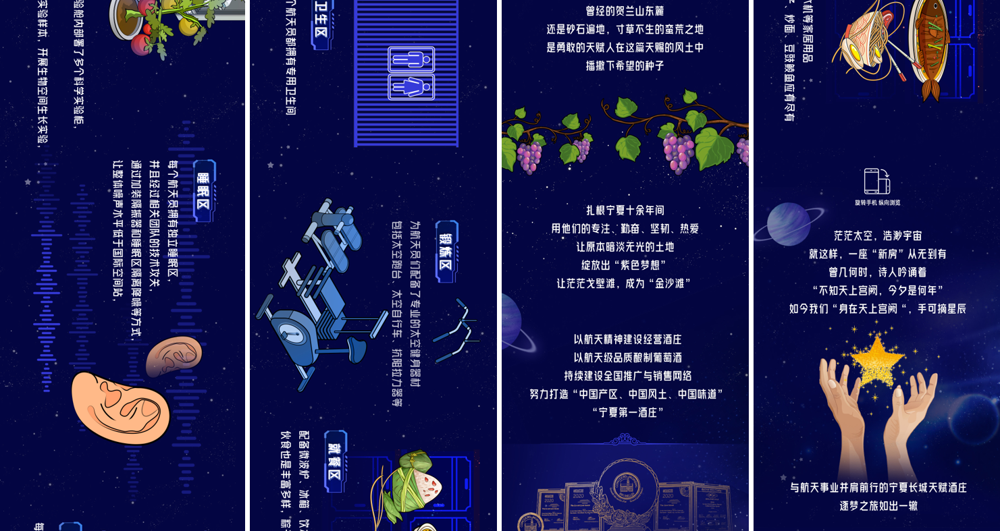 验舱内部署了多个科学实验柜，
实验样本，开展生物空间生长实验，
睡眠区
每个航天员拥有独立睡眠区，
并且经过相关团队的技术攻关，
通过加装隔振器和睡眠区隔离降噪等方式，
让整体噪声水平低于国际空间站，
每
卫生区
个航天员都拥有专用卫生间
锻炼区
为航天员们配备了专业的太空健身器材
包括太空跑台、太空自行车、抗阻拉力器等
就餐区
配备微波炉、冰箱、饮
伙食也是丰富多样，粽
曾经的贺兰山东麓
还是砂石遍地，寸草不生的蛮荒之地
是勇敢的天赋人在这篇天赐的风土中
播撒下希望的种子
扎根宁夏十余年间
用他们的专注、勤奋、坚韧、热爱
让原本暗淡无光的土地
绽放出“紫色梦想”
让茫茫戈壁滩，成为“金沙滩”
以航天精神建设经营酒庄
以航天级品质酿制葡萄酒
持续建设全国推广与销售网络
努力打造“中国产区、中国风土、中国味道”
“宁夏第一酒庄”
2020
2020
机等家居用品
炒面、豆豉鲮鱼应有尽有
旋转手机 纵向浏览
茫茫太空，浩渺宇宙
就这样，一座“新房”从无到有
曾几何时，诗人吟诵着
“不知天上宫阙，今夕是何年”
如今我们“身在天上宫阙“，手可摘星辰
与航天事业并肩前行的宁夏长城天赋酒庄
逐梦之旅如出一辙